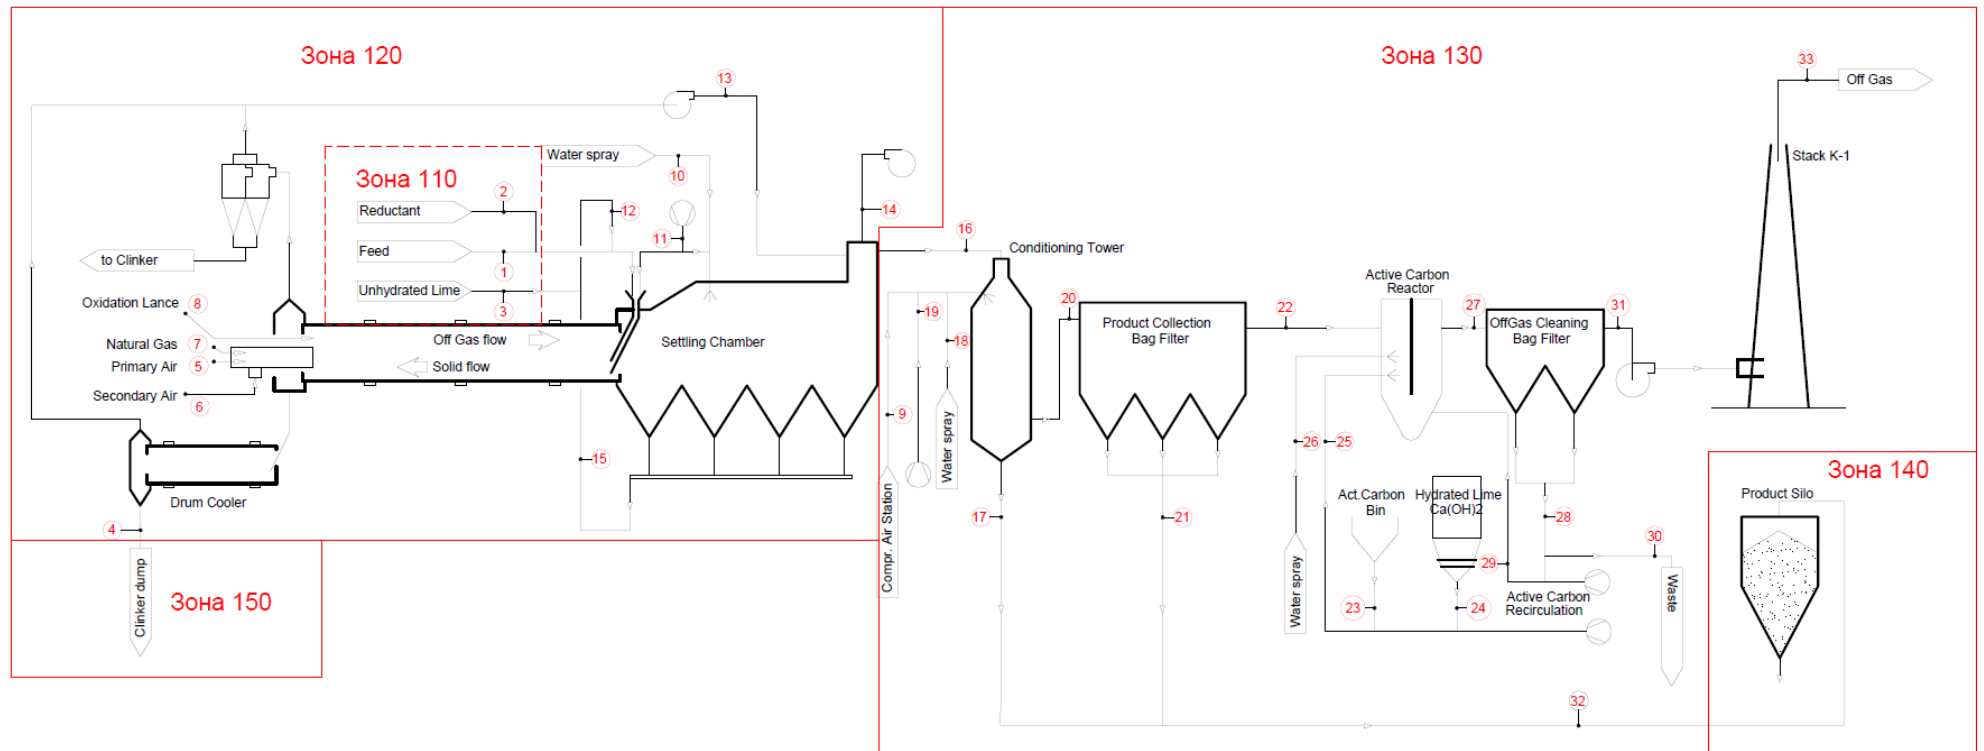 Зона 120
Зона 130
13
33
Off Gas
Water spray
10
Stack K-1
Зона 110
2
Reductant
12
14
11
16
Conditioning Tower
Feed
1
to Clinker
Active Carbon
Reactor
Unhydrated Lime
3
Oxidation Lance
8
19
20
22
27
31
Product Collection
Bag Filter
OffGas Cleaning
Bag Filter
Off Gas flow
Settling Chamber
18
Natural Gas
7
Primary Air
5
Solid flow
Secondary Air
6
9
Water spray
26
25
15
Зона 140
Drum Cooler
Product Silo
Act.Carbon
Bin
Hydrated Lime
Ca(OH)2
4
17
21
28
30
Compr. Air Station
29
Clinker dump
Зона 150
Water spray
23
24
Active Carbon
Recirculation
Waste
32